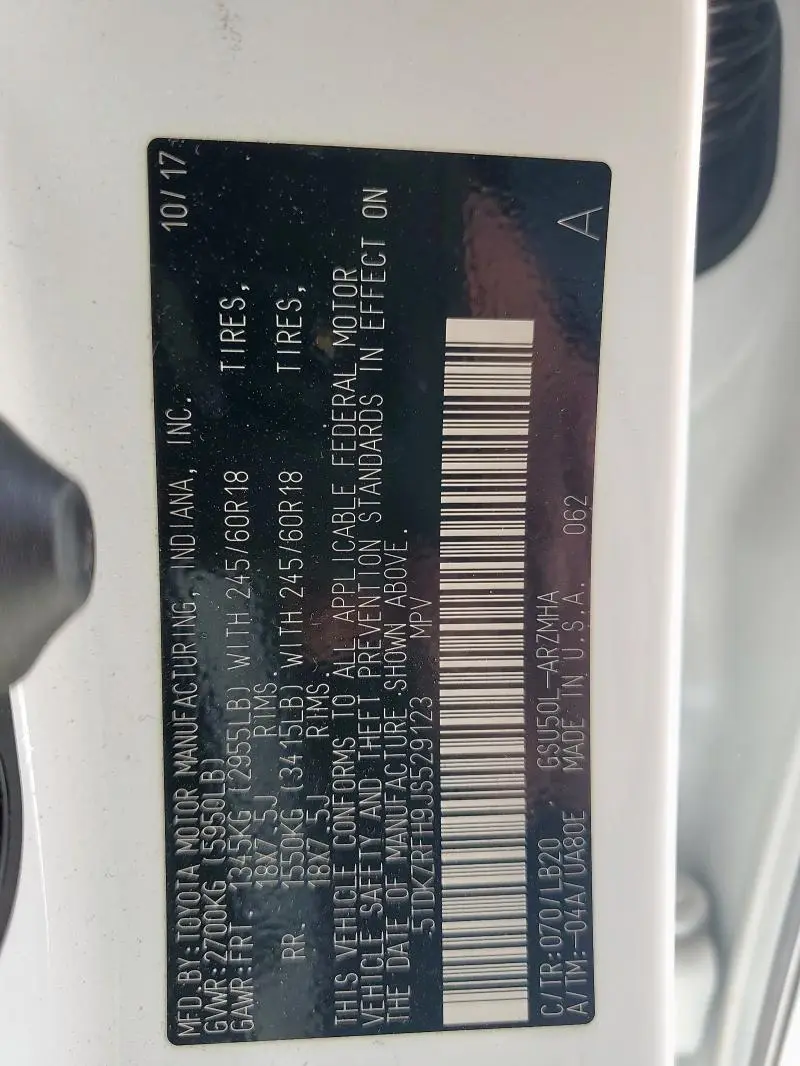 MFD.BY:TOYOTA MOTOR MANUFACTURING, INDIANA, INC. 10/17
GVWR:2700KG (5950LB)
GAWR:FRT 1345KG (2955LB) WITH 245/60R18 TIRES,
18X7.5J RIMS.
RR. 1550KG (3415LB) WITH 245/60R18 TIRES,
18X7.5J RIMS.
THIS VEHICLE CONFORMS TO ALL APPLICABLE FEDERAL MOTOR
VEHICLE SAFETY AND THEFT PREVENTION STANDARDS IN EFFECT ON
THE DATE OF MANUFACTURE SHOWN ABOVE.
5TDKZRFH9JS529123 MPV
C/TR:070/LB20 GSU50L-ARZMHA A
A/TM:-04A/UA80E MADE IN U.S.A. 062